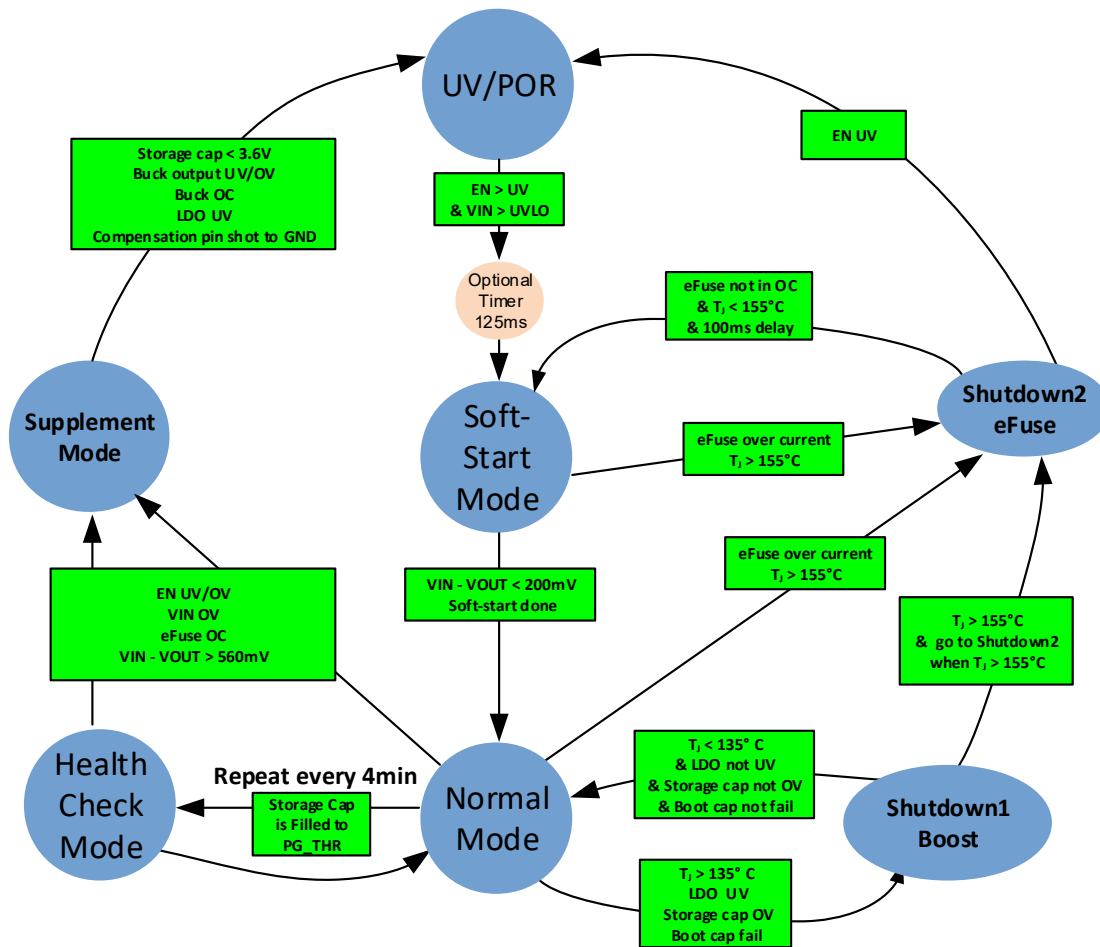 UV/POR
EN UV
Storage cap < 3.6V
Buck output UV/OV
Buck OC
LDO UV
Compensation pin shot to GND
EN > UV
& VIN > UVLO
Optional
Timer
125ms
eFuse not in OC
& TJ < 155°C
& 100ms delay
Supplement
Mode
Soft-
Start
Mode
Shutdown2
eFuse
eFuse over current
TJ > 155°C
eFuse over current
TJ > 155°C
VIN - VOUT < 200mV
Soft-start done
EN UV/OV
VIN OV
eFuse OC
VIN - VOUT > 560mV
TJ > 155°C
& go to Shutdown2
when TJ > 155°C
Health
Check
Mode
Repeat every 4min
Storage Cap
is Filled to
PG_THR
Normal
Mode
TJ < 135° C
& LDO not UV
& Storage cap not OV
& Boot cap not fail
Shutdown1
Boost
TJ > 135° C
LDO UV
Storage cap OV
Boot cap fail